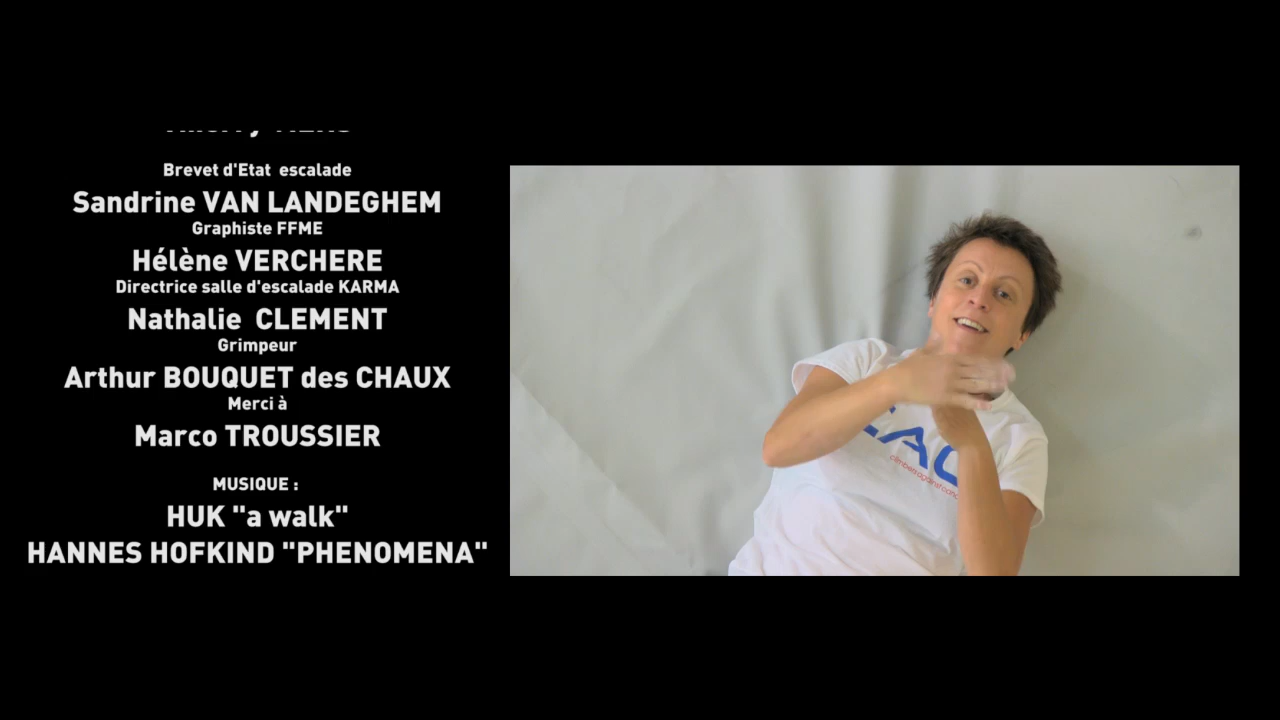 Brevet d'Etat escalade
Sandrine VAN LANDEGHEM
Graphiste FFME
Hélène VERCHERE
Directrice salle d'escalade KARMA
Nathalie CLEMENT
Grimpeur
Arthur BOUQUET des CHAUX
Merci à
Marco TROUSSIER
MUSIQUE :
HUK "a walk"
HANNES HOFKIND "PHENOMENA"